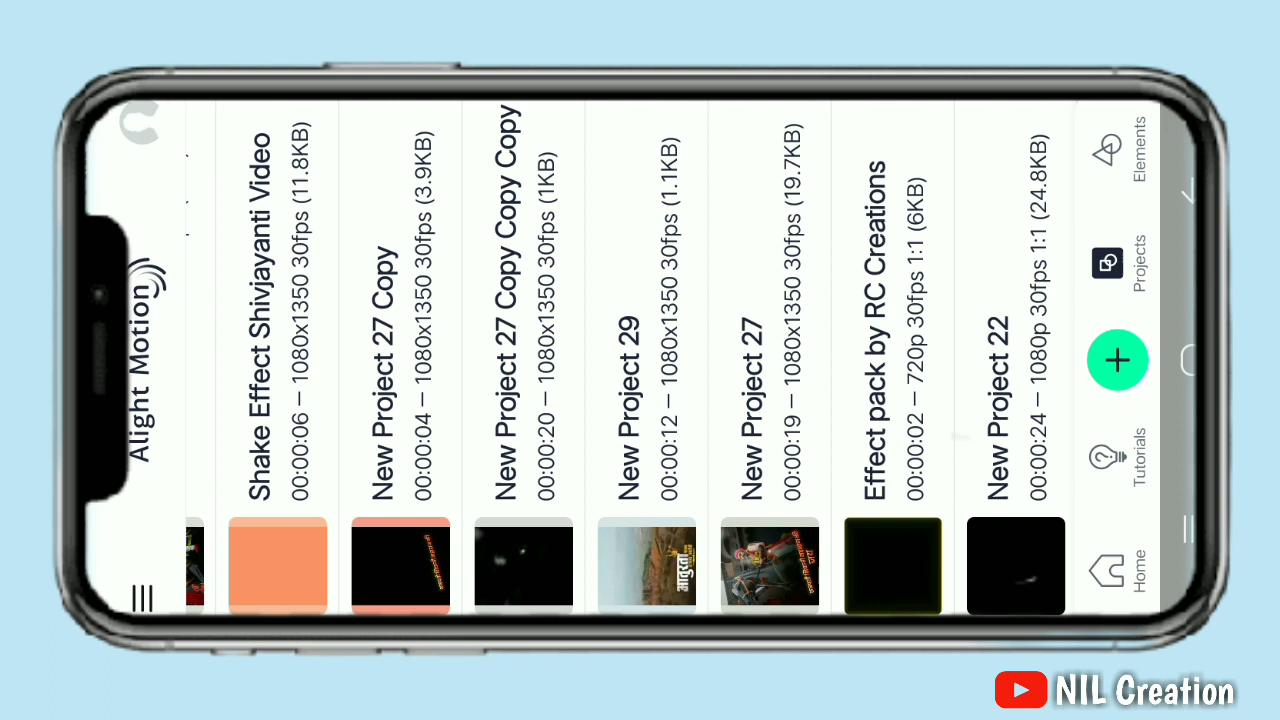 Alight Motion
Shake Effect Shivjayanti Video
00:00:06 — 1080x1350 30fps (11.8KB)
New Project 27 Copy
00:00:04 — 1080x1350 30fps (3.9KB)
New Project 27 Copy Copy Copy
00:00:20 — 1080x1350 30fps (1KB)
New Project 29
00:00:12 — 1080x1350 30fps (1.1KB)
New Project 27
00:00:19 — 1080x1350 30fps (19.7KB)
Effect pack by RC Creations
00:00:02 — 720p 30fps 1:1 (6KB)
New Project 22
00:00:24 — 1080p 30fps 1:1 (24.8KB)
Home
Tutorials
Projects
Elements
NIL Creation